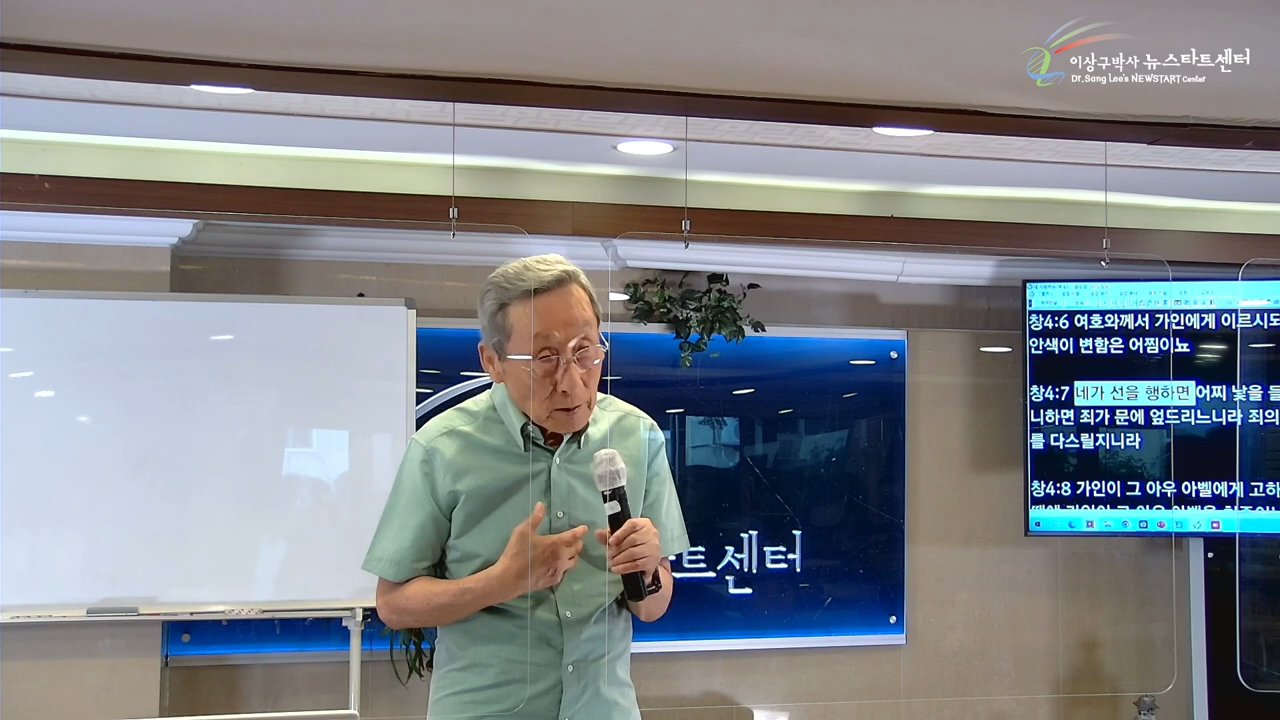 이상구박사 뉴스타트센터
Dr. Sang Lee's NEWSTART Center
창4:6 여호와께서 가인에게 이르시되
안색이 변함은 어찜이뇨
창4:7 네가 선을 행하면 어찌 낯을 들
니하면 죄가 문에 엎드리느니라 죄의
를 다스릴지니라
창4:8 가인이 그 아우 아벨에게 고하
트센터